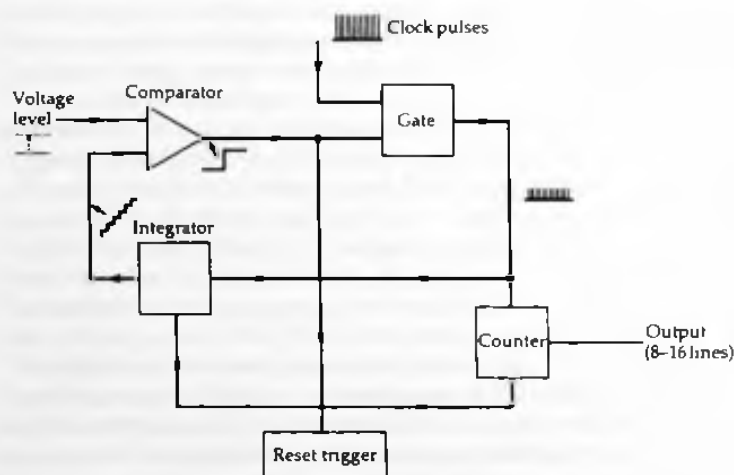 Clock pulses
Comparator
Voltage
level
Gate
Integrator
Counter
Output
(8–16 lines)
Reset trigger